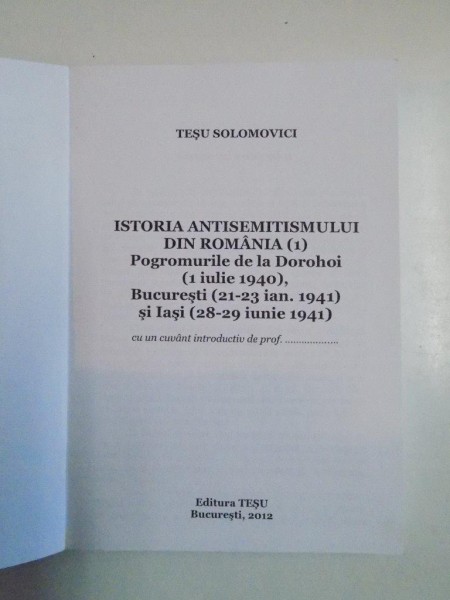 TEȘU SOLOMOVICI
ISTORIA ANTISEMITISMULUI
DIN ROMÂNIA (1)
Pogromurile de la Dorohoi
(1 iulie 1940),
București (21-23 ian. 1941)
și Iași (28-29 iunie 1941)
cu un cuvânt introductiv de prof. ...................
Editura TEȘU
București, 2012